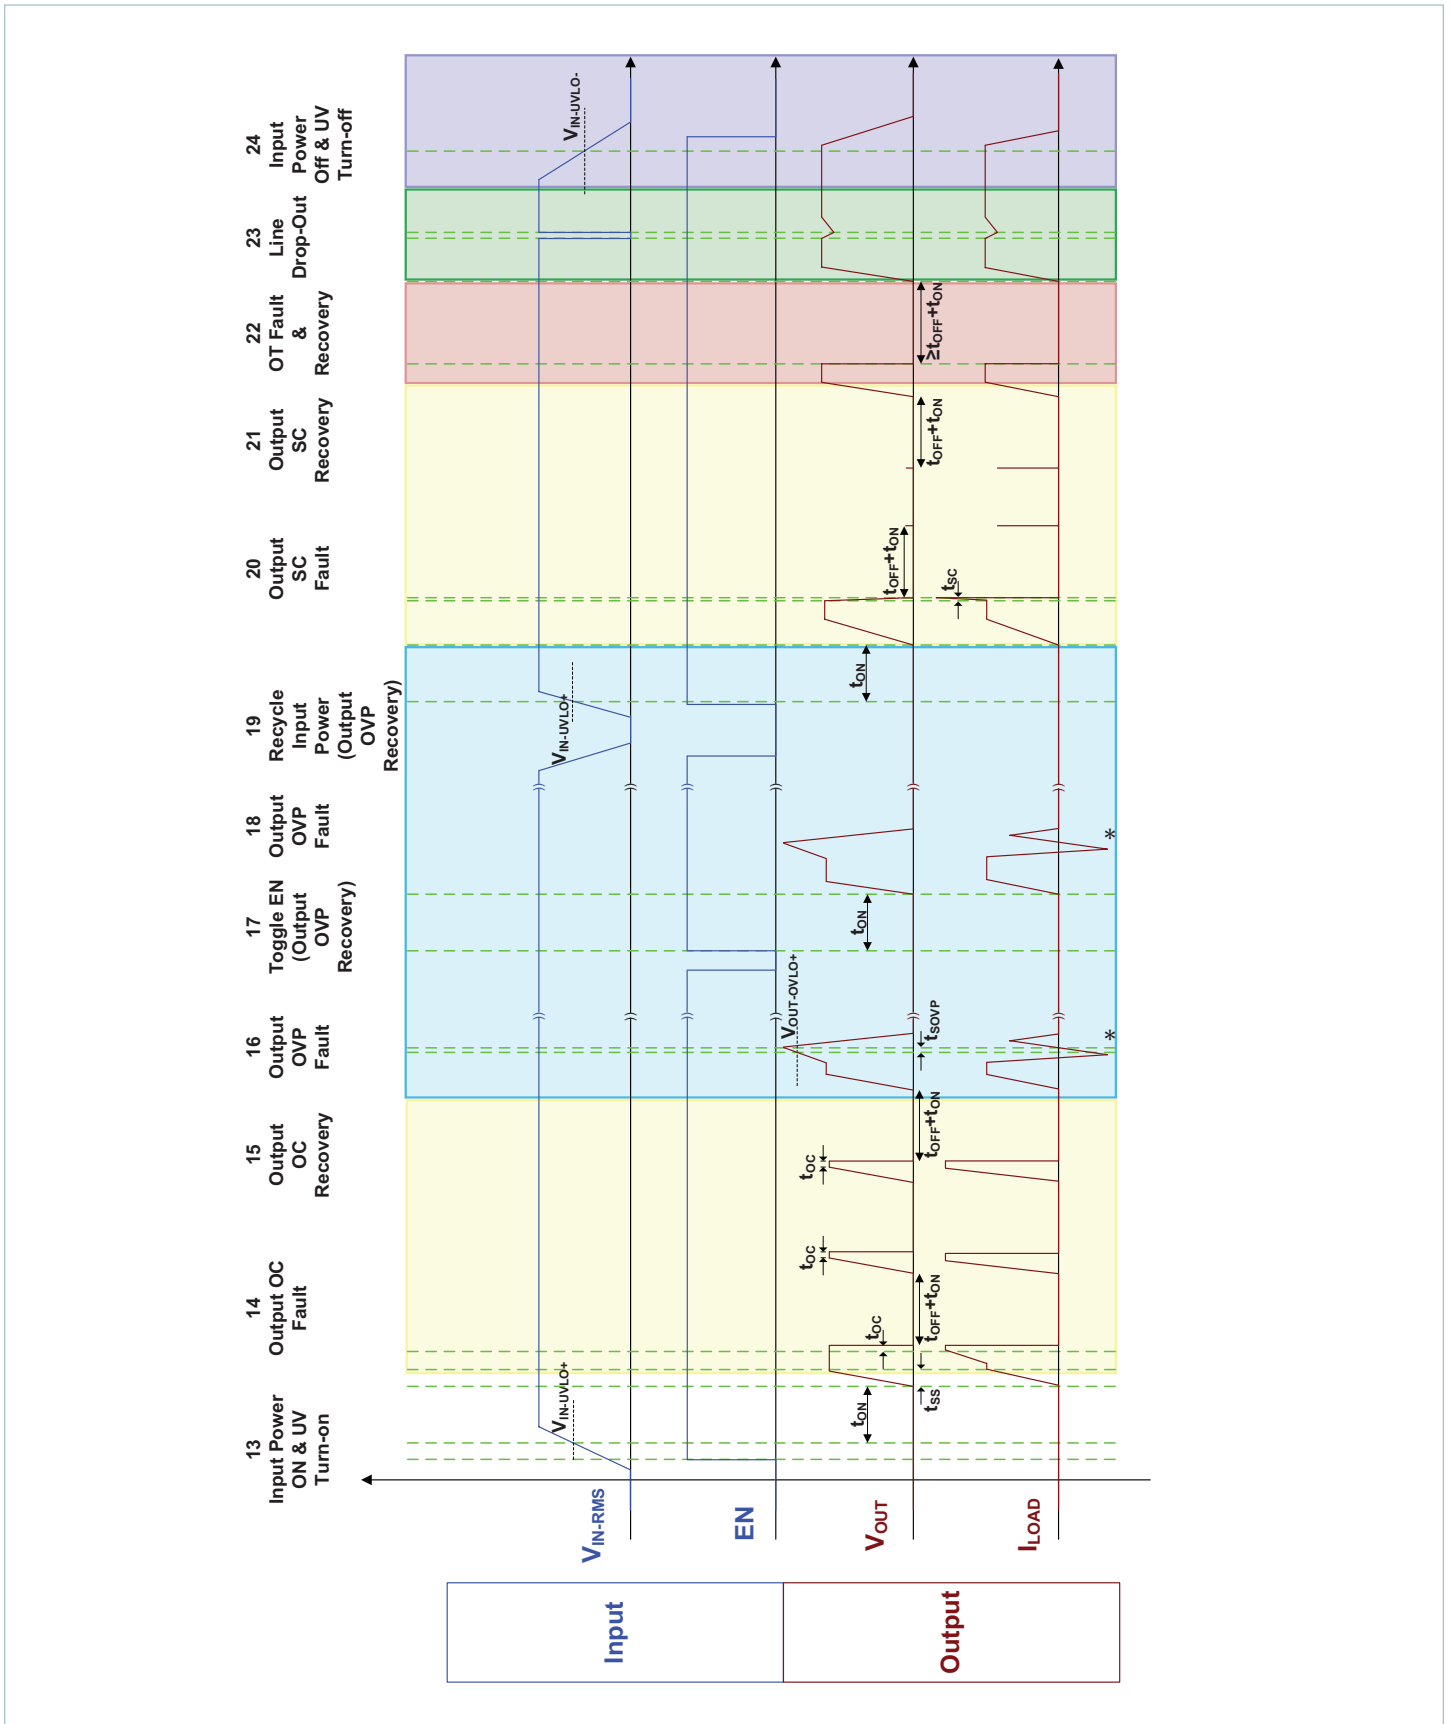 13
Input Power
ON & UV
Turn-on
14
Output OC
Fault
15
Output
OC
Recovery
16
Output
OVP
Fault
17
Toggle EN
(Output
OVP
Recovery)
18
Output
OVP
Fault
19
Recycle
Input
Power
(Output
OVP
Recovery)
20
Output
SC
Fault
21
Output
SC
Recovery
22
OT Fault
&
Recovery
23
Line
Drop-Out
24
Input
Power
Off & UV
Turn-off
Input
VIN-RMS
VIN-UVLO+
VIN-UVLO+
VIN-UVLO-
EN
Output
VOUT
tON
tSS
tOC
tOFF+tON
tOC
tOC
tOFF+tON
VOUT-OVLO+
tSOVP
tON
tON
tOFF+tON
tOFF+tON
≥tOFF+tON
ILOAD
*
*
tSC